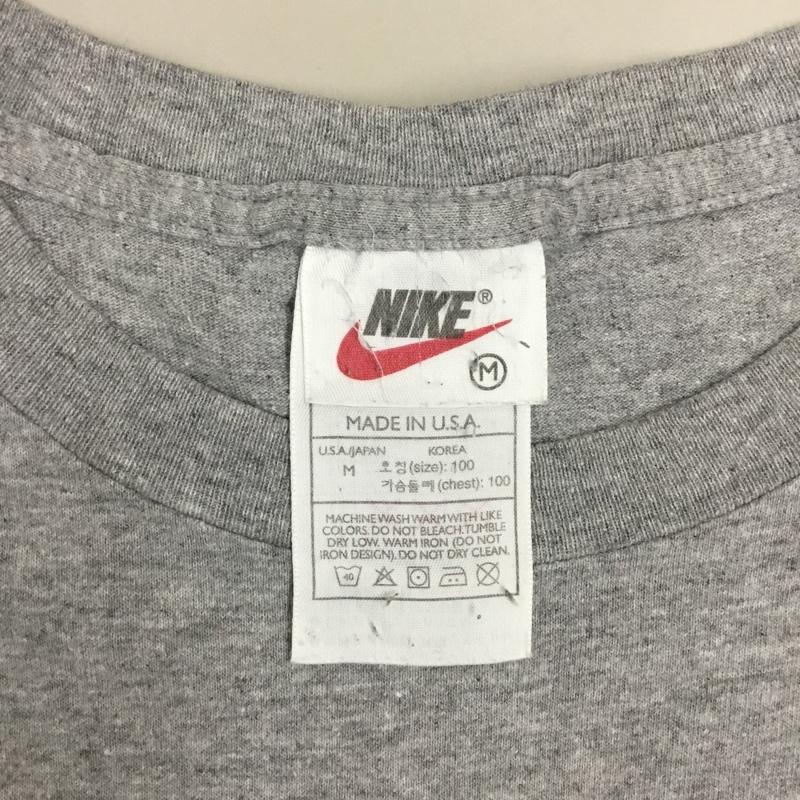 NIKE®
M
MADE IN U.S.A.
U.S.A./JAPAN KOREA
M 호칭(size): 100
가슴둘레(chest): 100
MACHINE WASH WARM WITH LIKE
COLORS. DO NOT BLEACH. TUMBLE
DRY LOW. WARM IRON (DO NOT
IRON DESIGN). DO NOT DRY CLEAN.
40